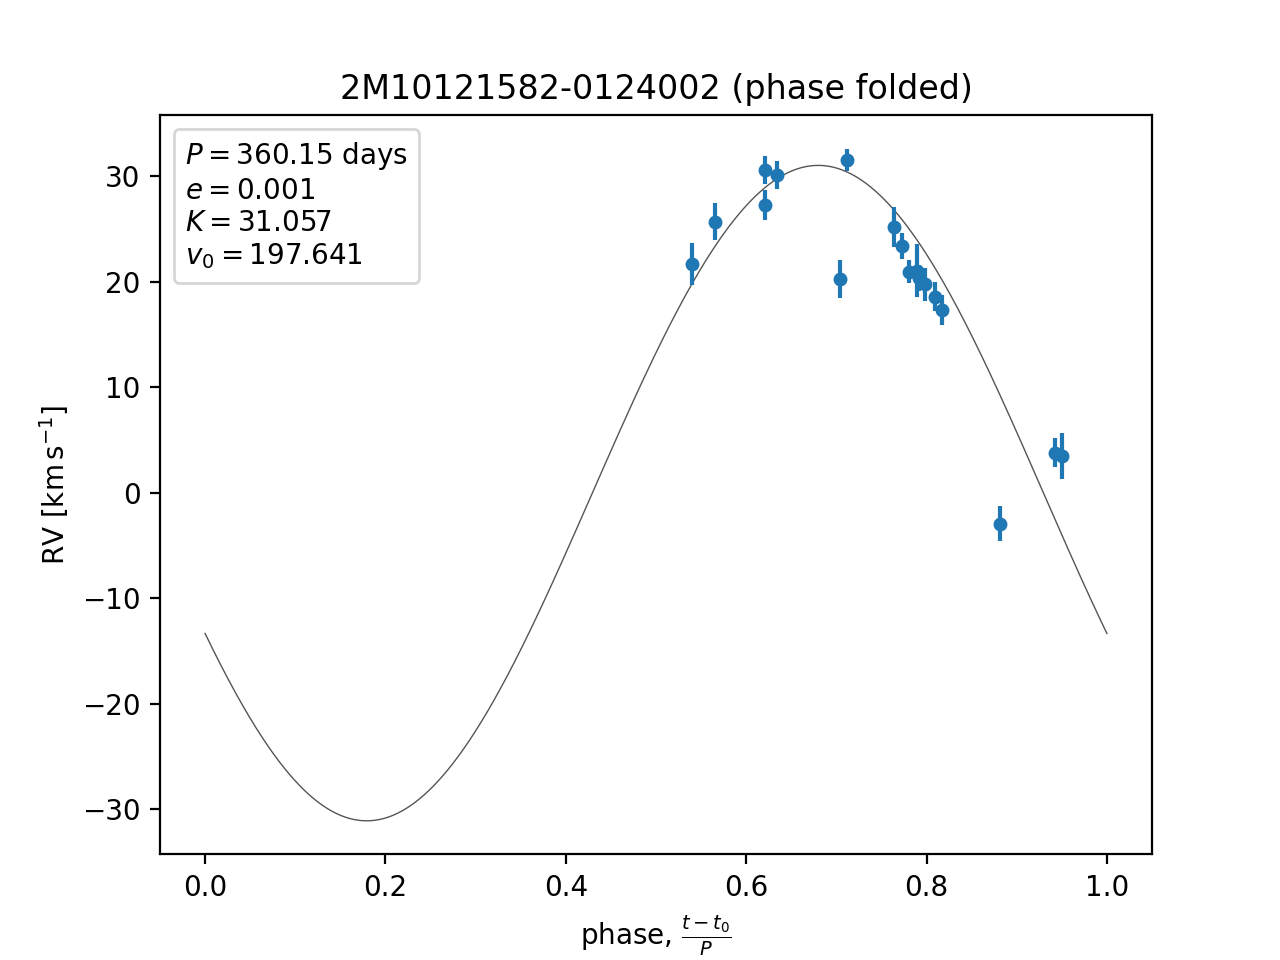 2M10121582-0124002 (phase folded)
P = 360.15 days
e = 0.001
K = 31.057
v₀ = 197.641
RV [km s⁻¹]
30
20
10
0
−10
−20
−30
0.0 0.2 0.4 0.6 0.8 1.0
phase, (t − t₀)/P